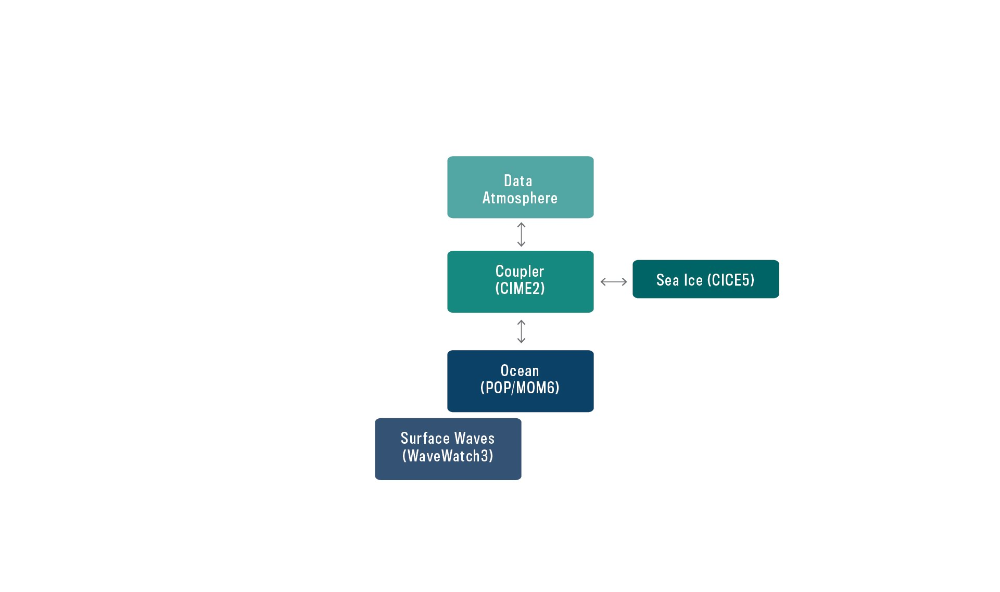 Data
Atmosphere
Coupler
(CIME2)
Sea Ice (CICE5)
Ocean
(POP/MOM6)
Surface Waves
(WaveWatch3)